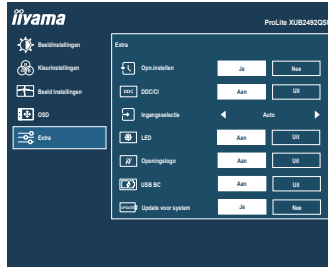 iiyama
ProLite XUB2492QSU
Beeldinstellingen
Kleurinstellingen
Beeld Instellingen
OSD
Extra
Extra
Opn.instellen Ja Nee
DDC DDC/CI Aan Uit
Ingangsselectie Auto
LED Aan Uit
Openingslogo Aan Uit
USB BC Aan Uit
UPDATE Update voor system Ja Nee